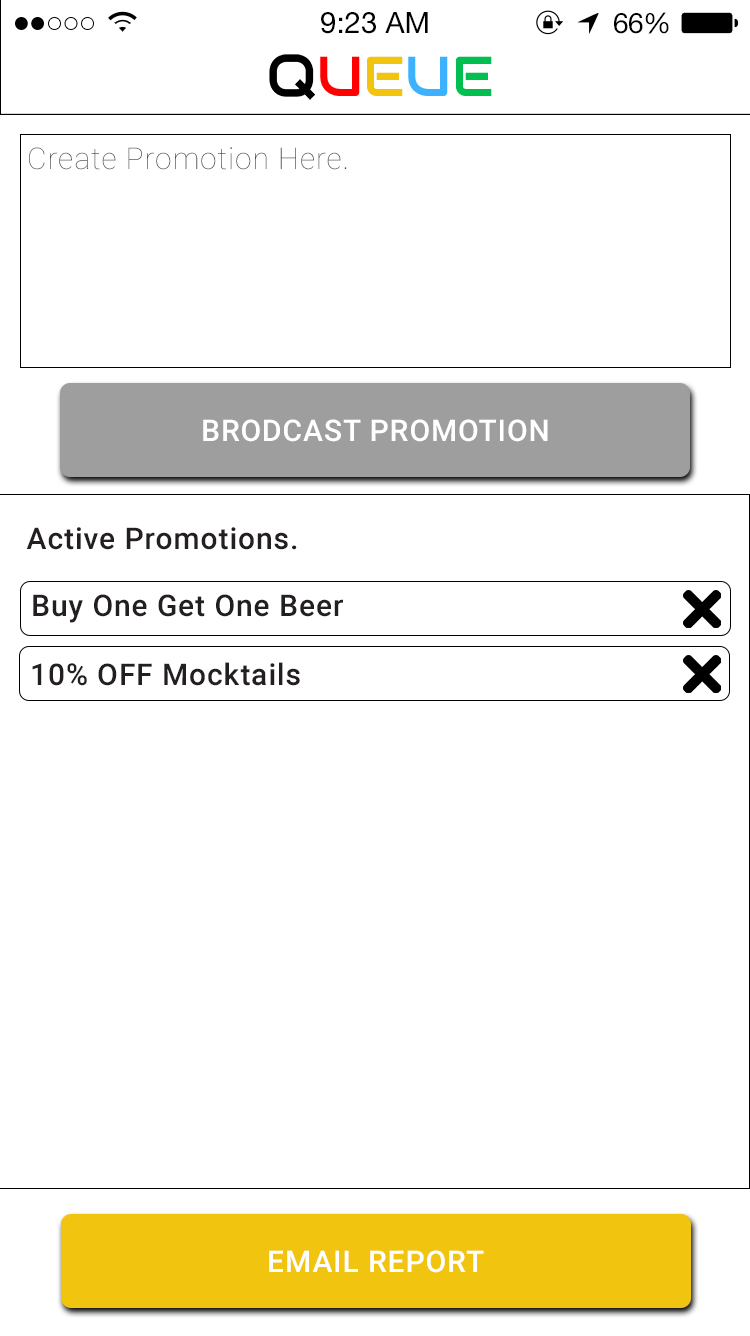 9:23 AM 66%
QUEUE
Create Promotion Here.
BRODCAST PROMOTION
Active Promotions.
Buy One Get One Beer
10% OFF Mocktails
EMAIL REPORT